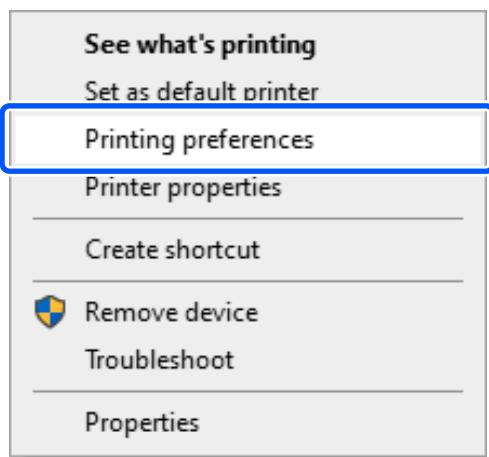 See what's printing
Set as default printer
Printing preferences
Printer properties
Create shortcut
Remove device
Troubleshoot
Properties